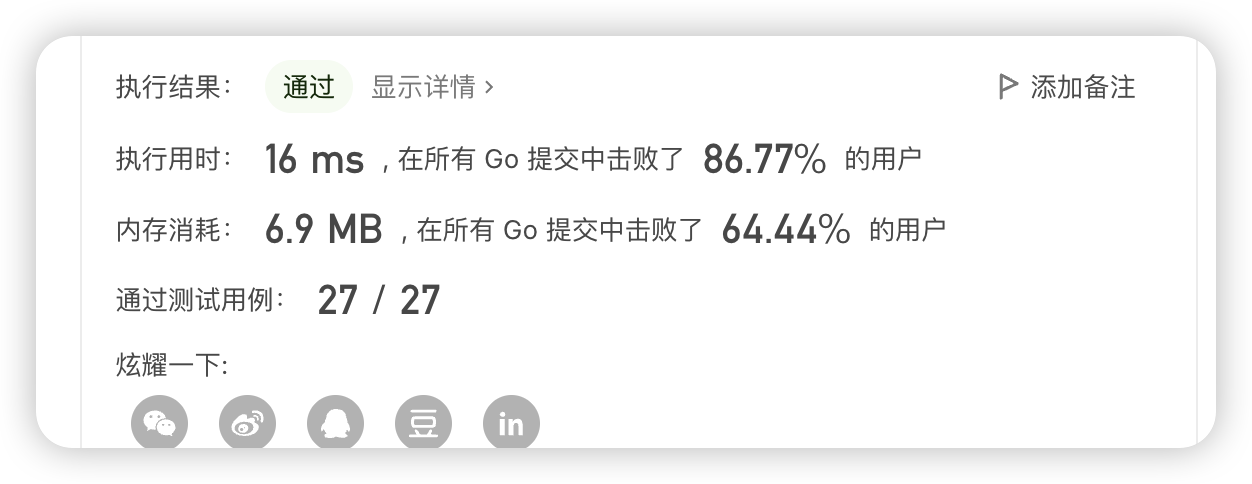 执行结果： 通过 显示详情 › 添加备注
执行用时： 16 ms , 在所有 Go 提交中击败了 86.77% 的用户
内存消耗： 6.9 MB , 在所有 Go 提交中击败了 64.44% 的用户
通过测试用例： 27 / 27
炫耀一下:
豆 in